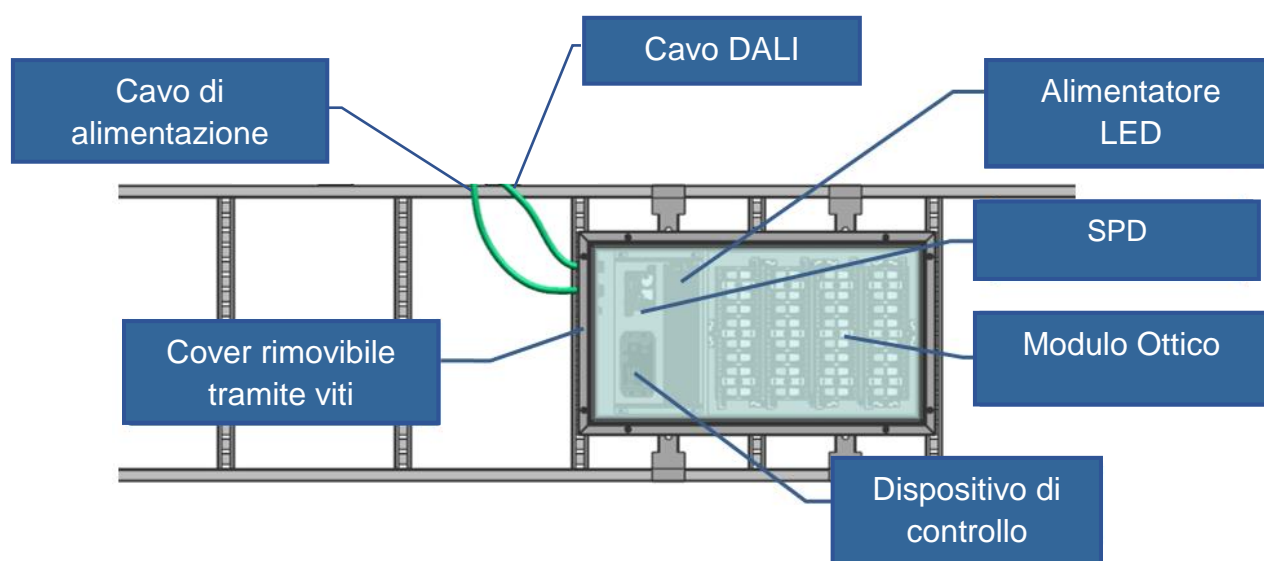 Cavo DALI
Cavo di
alimentazione
Alimentatore
LED
SPD
Cover rimovibile
tramite viti
Modulo Ottico
Dispositivo di
controllo